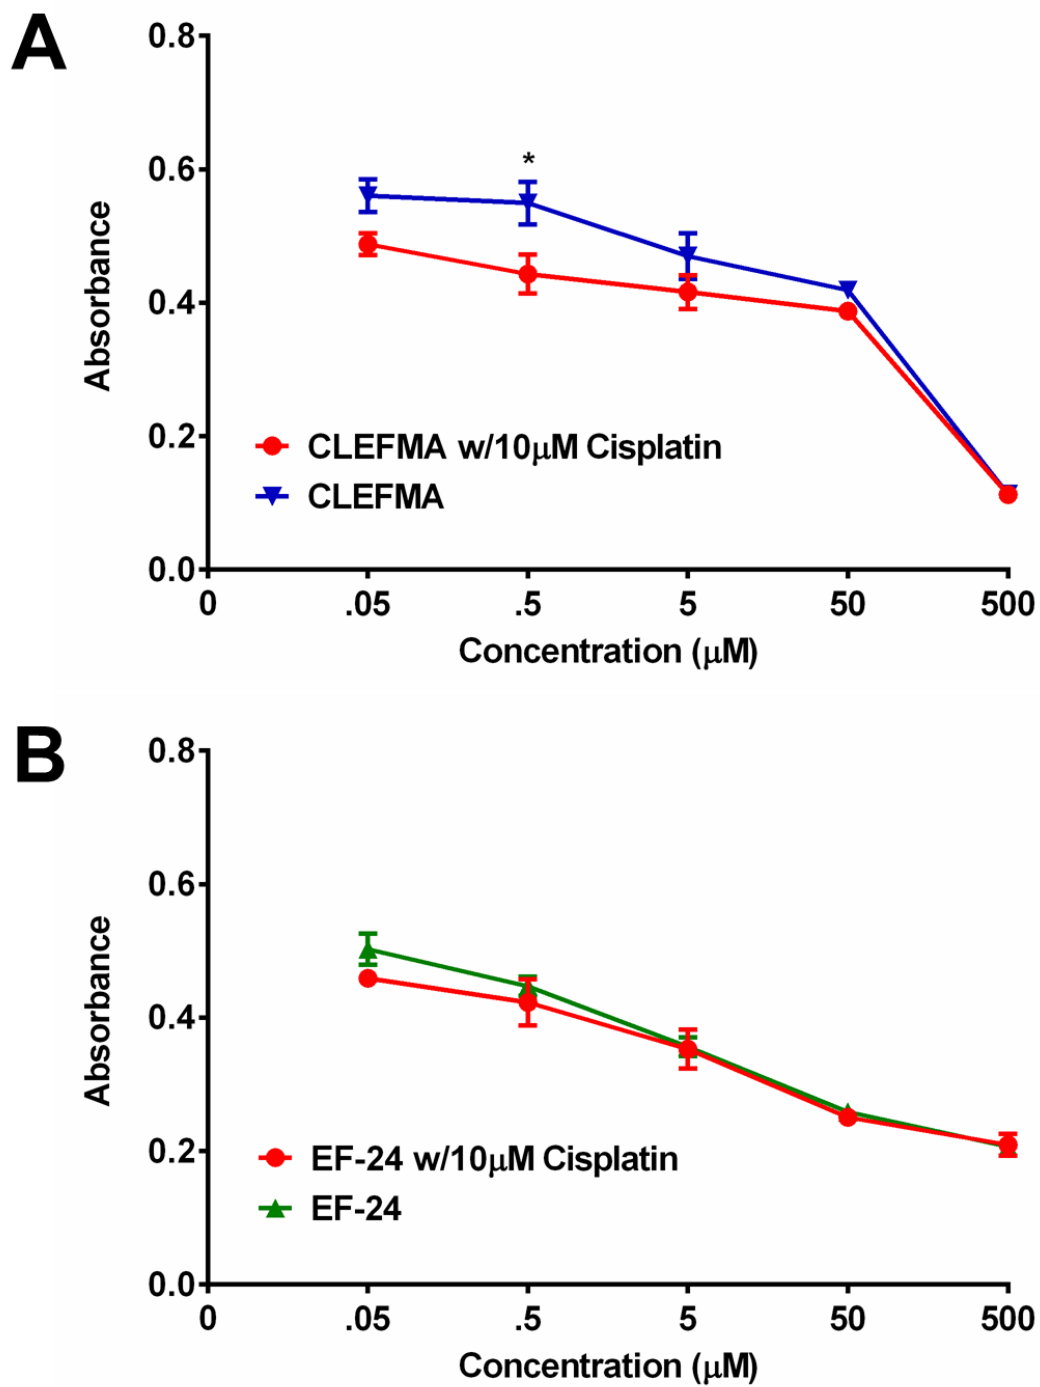 A
0.8
0.6
*
0.4
0.2
0.0
Absorbance
CLEFMA w/10μM Cisplatin
CLEFMA
0 .05 .5 5 50 500
Concentration (μM)
B
0.8
0.6
0.4
0.2
0.0
Absorbance
EF-24 w/10μM Cisplatin
EF-24
0 .05 .5 5 50 500
Concentration (μM)